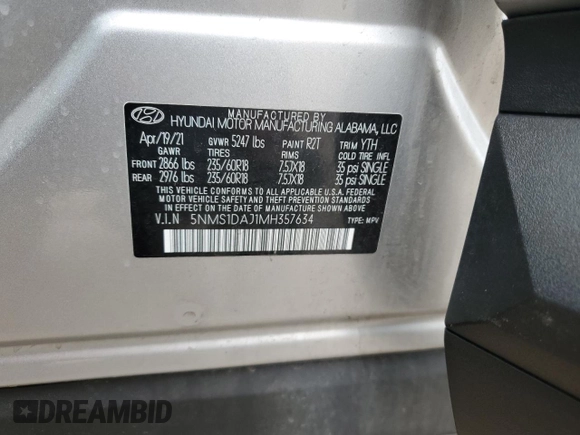 MANUFACTURED BY
HYUNDAI MOTOR MANUFACTURING ALABAMA, LLC
Apr/19/21 GVWR 5247 lbs PAINT R2T TRIM YTH
GAWR TIRES RIMS COLD TIRE INFL.
FRONT 2866 lbs 235/60R18 7.5JX18 35 psi SINGLE
REAR 2976 lbs 235/60R18 7.5JX18 35 psi SINGLE
THIS VEHICLE CONFORMS TO ALL APPLICABLE U.S.A. FEDERAL
MOTOR VEHICLE SAFETY AND THEFT PREVENTION STANDARDS IN
EFFECT ON THE DATE OF MANUFACTURE SHOWN ABOVE.
V.I.N 5NMS1DAJ1MH357634 TYPE: M.P.V
DREAMBID